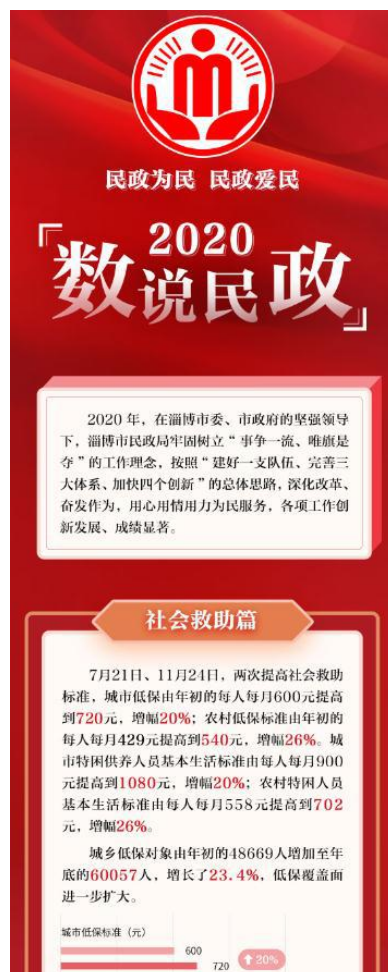 民政为民 民政爱民
2020
数说民政
2020 年，在淄博市委、市政府的坚强领导
下，淄博市民政局牢固树立“事争一流、唯旗是
夺”的工作理念，按照“建好一支队伍、完善三
大体系、加快四个创新”的总体思路，深化改革、
奋发作为，用心用情用力为民服务，各项工作创
新发展、成绩显著。
社会救助篇
7月21日、11月24日，两次提高社会救助
标准，城市低保由年初的每人每月600元提高
到720元，增幅20%；农村低保标准由年初的
每人每月429元提高到540元，增幅26%。城
市特困供养人员基本生活标准由每人每月900
元提高到1080元，增幅20%；农村特困人员
基本生活标准由每人每月558元提高到702
元，增幅26%。
城乡低保对象由年初的48669人增加至年
底的60057人，增长了23.4%，低保覆盖面
进一步扩大。
城市低保标准（元）
600
720
20%